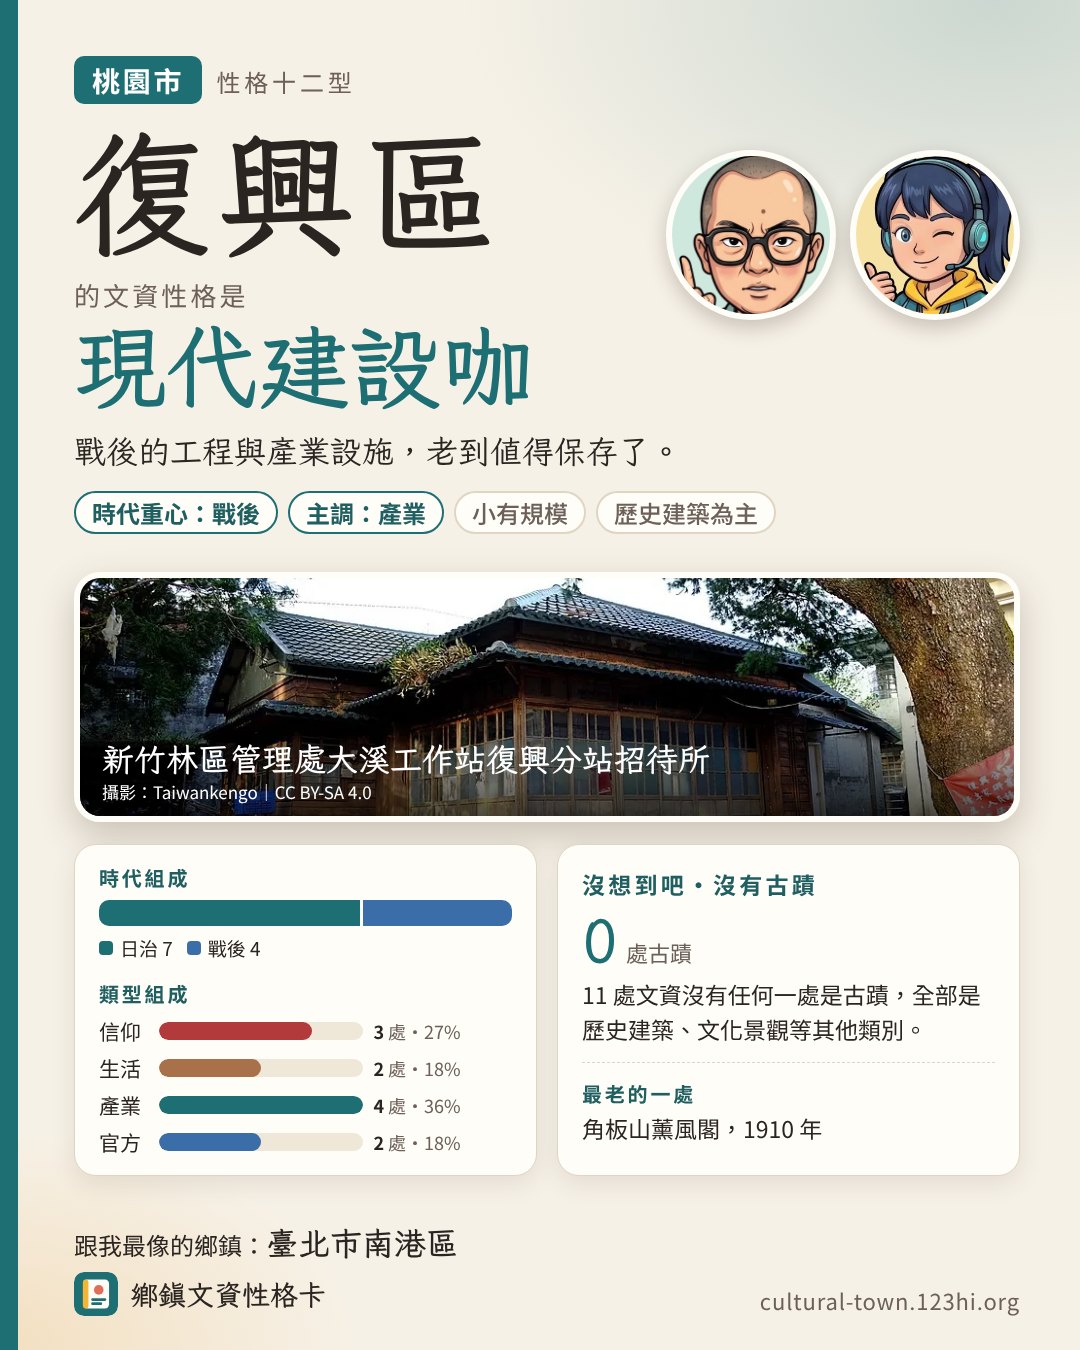 桃園市 性格十二型
復興區
的文資性格是
現代建設咖
戰後的工程與產業設施，老到值得保存了。
時代重心：戰後 主調：產業 小有規模 歷史建築為主
新竹林區管理處大溪工作站復興分站招待所
攝影：Taiwankengo｜CC BY-SA 4.0
時代組成
日治 7 戰後 4
類型組成
信仰 3 處・27%
生活 2 處・18%
產業 4 處・36%
官方 2 處・18%
沒想到吧・沒有古蹟
0 處古蹟
11 處文資沒有任何一處是古蹟，全部是
歷史建築、文化景觀等其他類別。
最老的一處
角板山薰風閣，1910 年
跟我最像的鄉鎮：臺北市南港區
鄉鎮文資性格卡
cultural-town.123hi.org